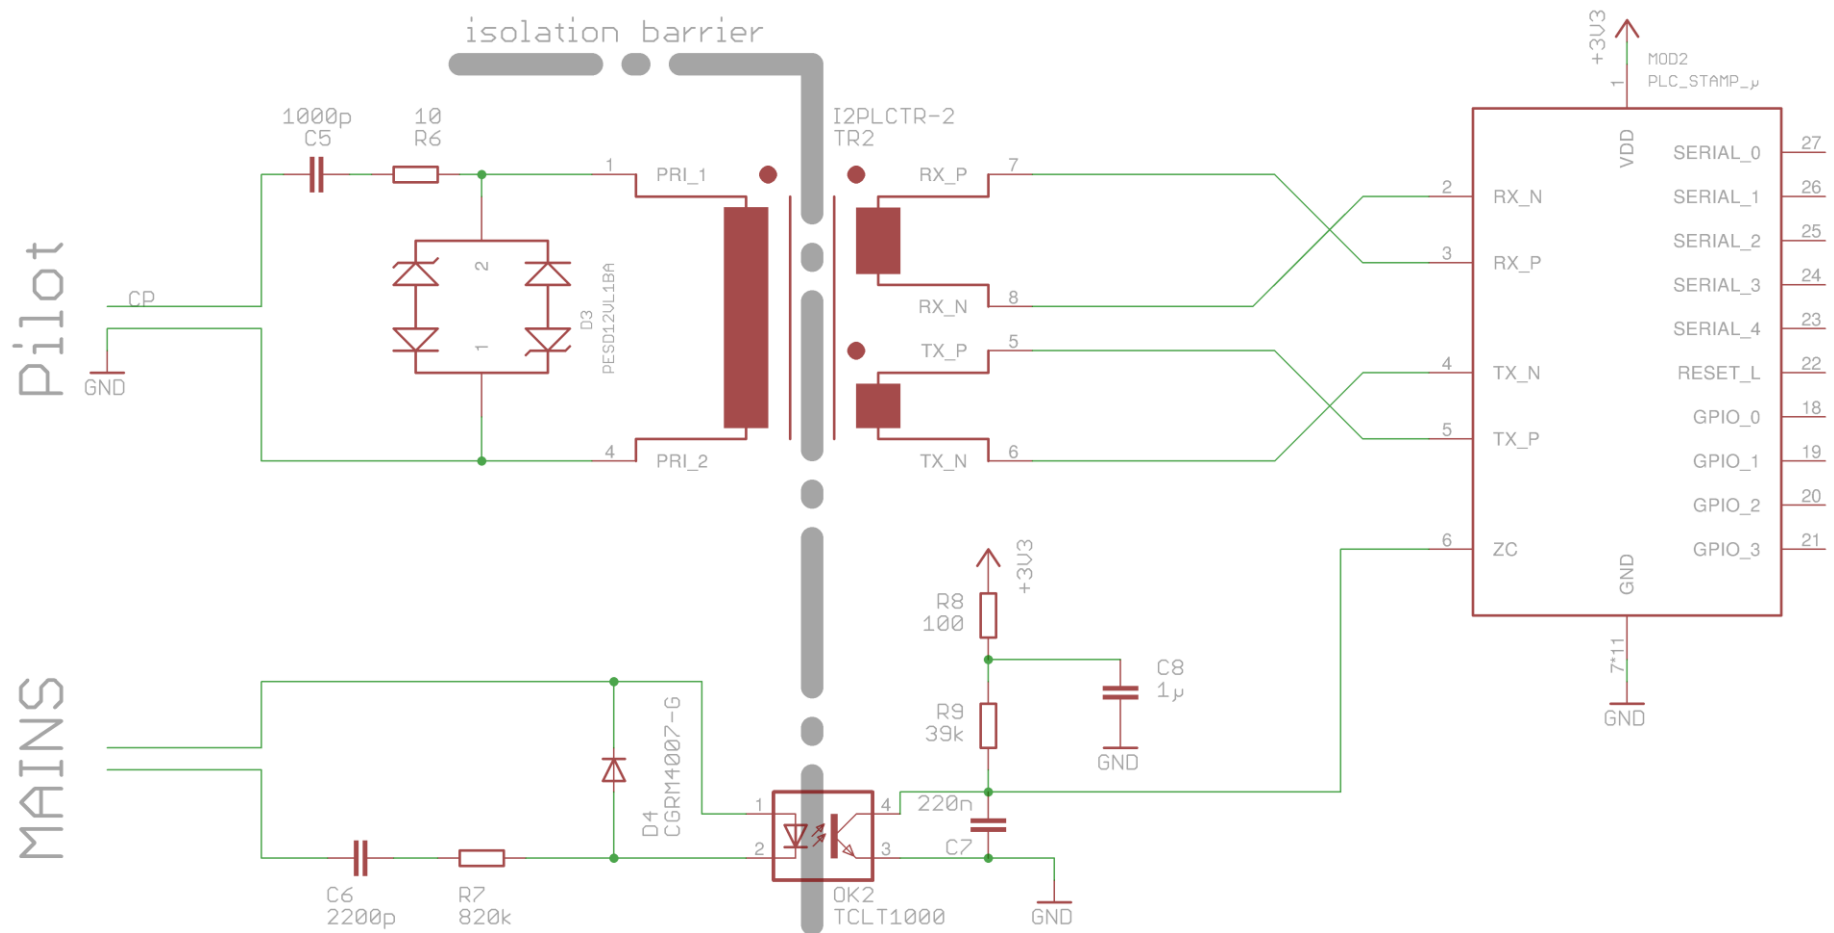 isolation barrier
Pilot
CP
GND
1000p
C5
10
R6
2
1
D3
PESD12VL1BA
1
PRI_1
4
PRI_2
I2PLCTR-2
TR2
RX_P
7
RX_N
8
TX_P
5
TX_N
6
+3V3
MOD2
PLC_STAMP_µ
1
VDD
2
RX_N
3
RX_P
4
TX_N
5
TX_P
6
ZC
SERIAL_0
27
SERIAL_1
26
SERIAL_2
25
SERIAL_3
24
SERIAL_4
23
RESET_L
22
GPIO_0
18
GPIO_1
19
GPIO_2
20
GPIO_3
21
GND
7*11
GND
MAINS
C6
2200p
R7
820k
D4
CGRM4007-G
1
2
4
3
OK2
TCLT1000
+3V3
R8
100
R9
39k
C8
1µ
GND
220n
C7
GND